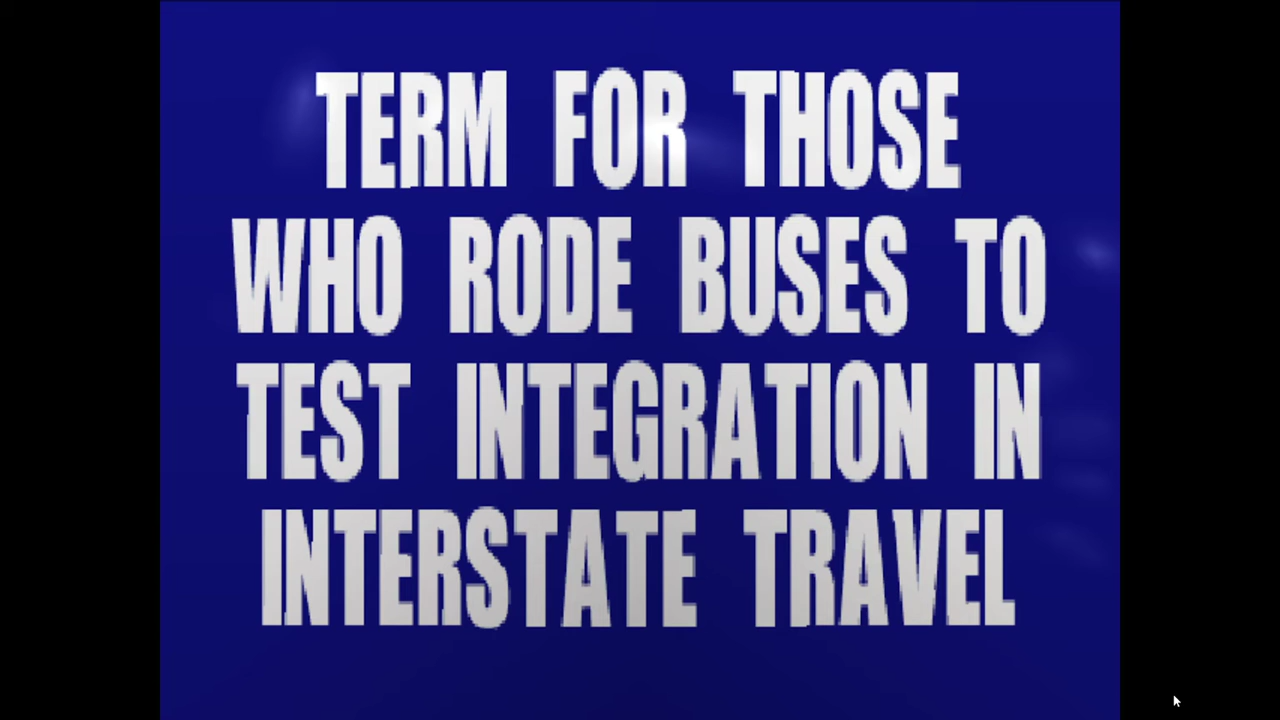 TERM FOR THOSE
WHO RODE BUSES TO
TEST INTEGRATION IN
INTERSTATE TRAVEL